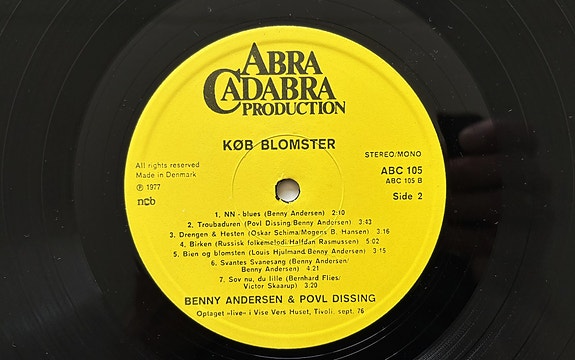 ABRA
CADABRA
PRODUCTION
KØB BLOMSTER
All rights reserved
Made in Denmark
Ⓟ 1977
ncb
STEREO/MONO
ABC 105
ABC 105 B
Side 2
1. NN - blues (Benny Andersen) 2:10
2. Troubaduren (Povl Dissing/Benny Andersen) 3:43
3. Drengen & Hesten (Oskar Schima/Mogens B. Hansen) 3:16
4. Birken (Russisk folkemelodi/Halfdan Rasmussen) 5:02
5. Bien og blomsten (Louis Hjulmand/Benny Andersen) 3:15
6. Svantes Svanesang (Benny Andersen/
Benny Andersen) 4:21
7. Sov nu, du lille (Bernhard Flies/
Victor Skaarup) 3:20
BENNY ANDERSEN & POVL DISSING
Optaget »live« i Vise Vers Huset, Tivoli, sept. 76